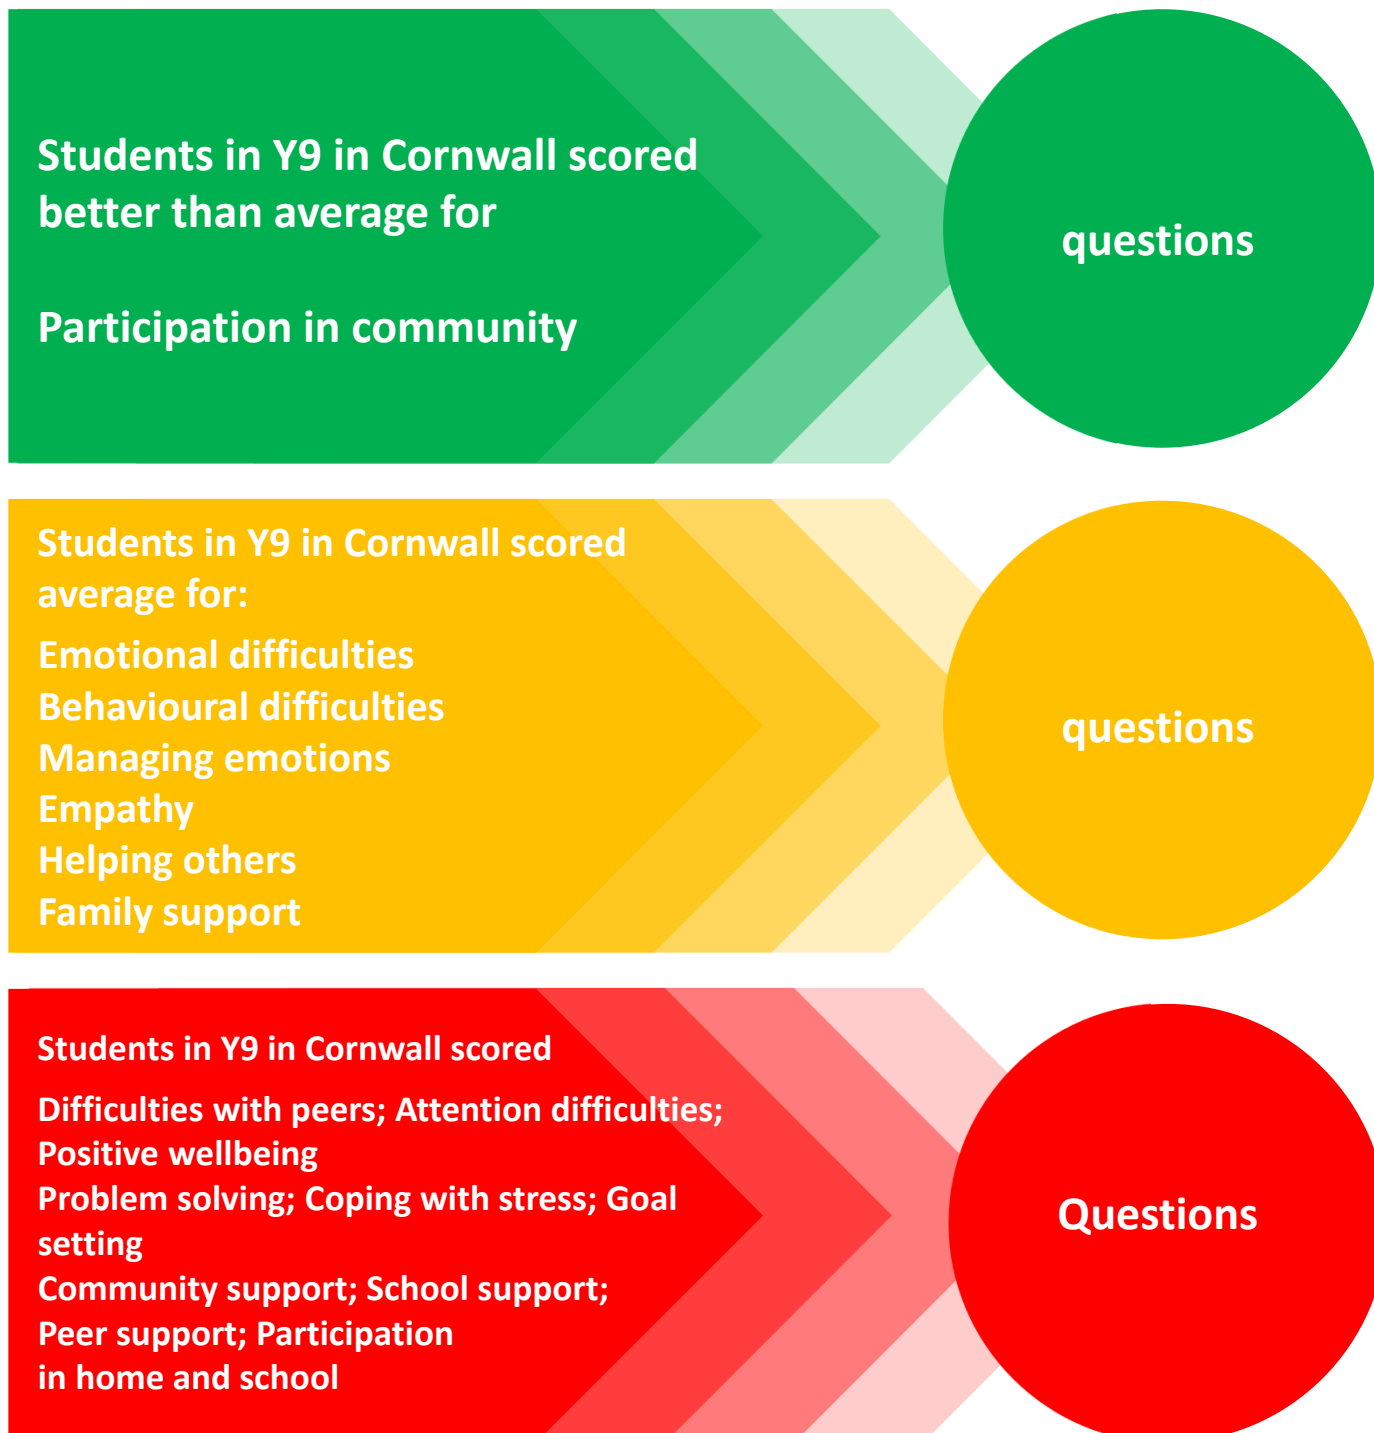 Students in Y9 in Cornwall scored
better than average for
Participation in community
questions
Students in Y9 in Cornwall scored
average for:
Emotional difficulties
Behavioural difficulties
Managing emotions
Empathy
Helping others
Family support
questions
Students in Y9 in Cornwall scored
Difficulties with peers; Attention difficulties;
Positive wellbeing
Problem solving; Coping with stress; Goal
setting
Community support; School support;
Peer support; Participation
in home and school
Questions